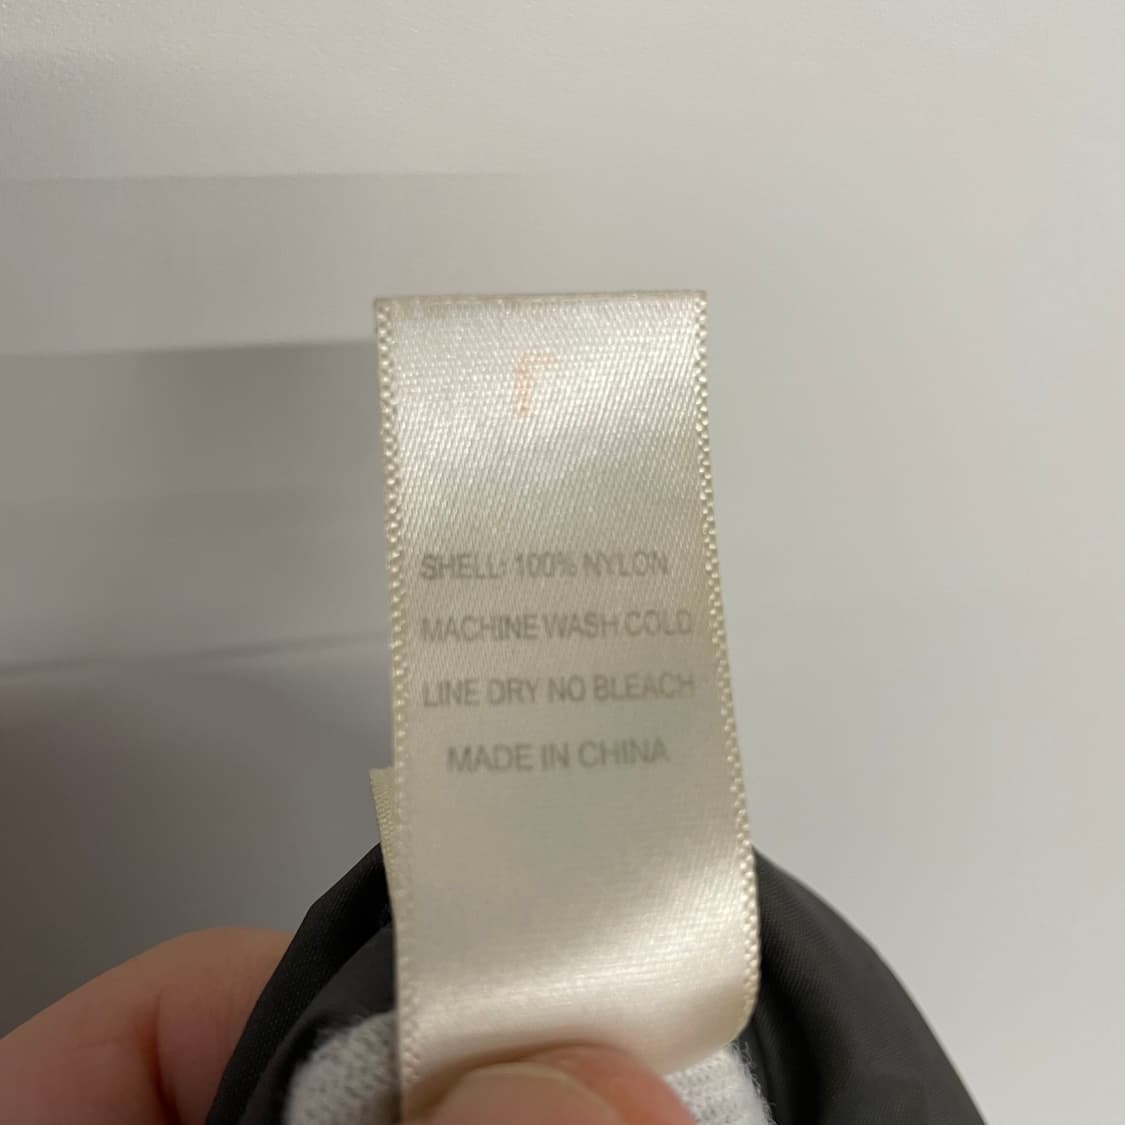 L
SHELL: 100% NYLON
MACHINE WASH COLD
LINE DRY NO BLEACH
MADE IN CHINA